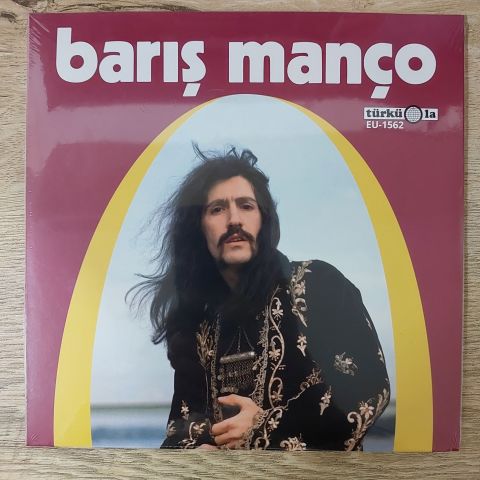 barış manço
türkü la
EU-1562